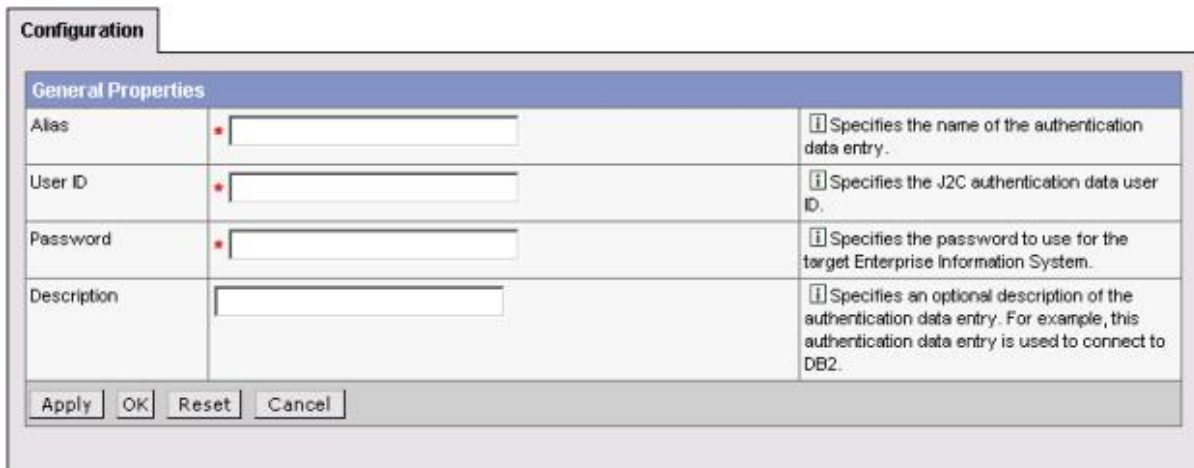 Configuration
General Properties
Alias
* 
i Specifies the name of the authentication
data entry.
User ID
*
i Specifies the J2C authentication data user
ID.
Password
*
i Specifies the password to use for the
target Enterprise Information System.
Description
i Specifies an optional description of the
authentication data entry. For example, this
authentication data entry is used to connect to
DB2.
Apply OK Reset Cancel